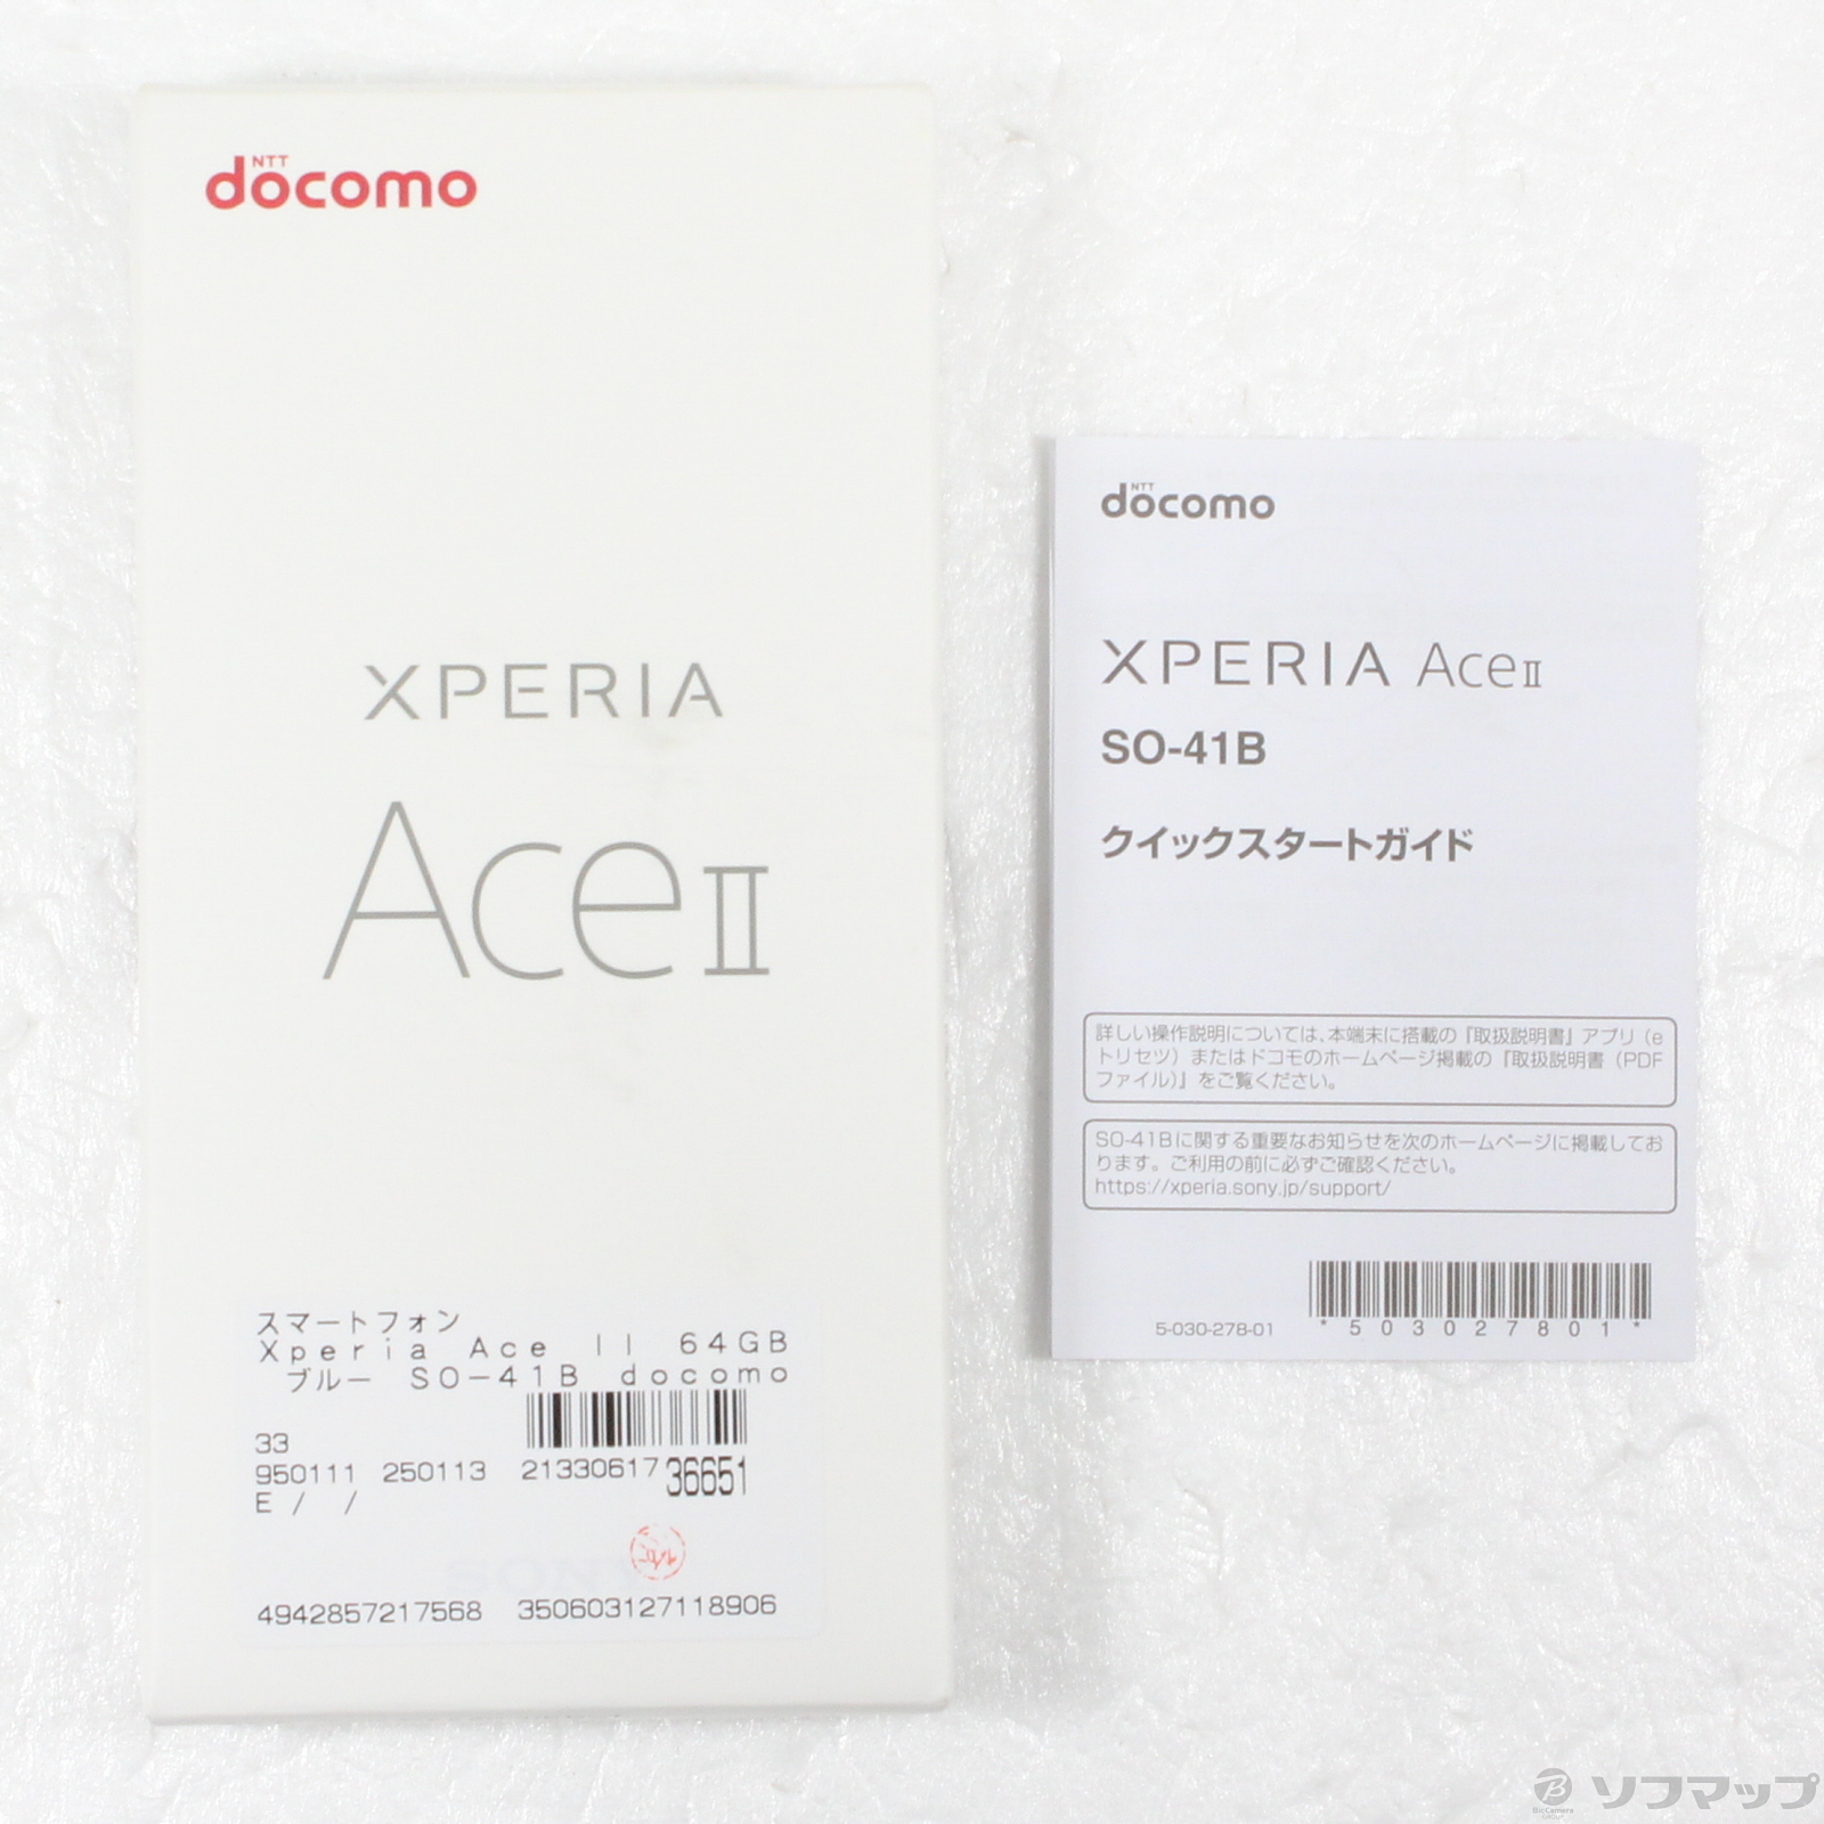 NTT
docomo
XPERIA
Ace II
スマートフォン
Xperia Ace II 64GB
ブルー SO-41B docomo
33
950111 250113 2133061736651
E / /
SONY
4942857217568 350603127118906
NTT
docomo
XPERIA Ace II
SO-41B
クイックスタートガイド
詳しい操作説明については、本端末に搭載の『取扱説明書』アプリ（e
トリセツ）またはドコモのホームページ掲載の『取扱説明書（PDF
ファイル）』をご覧ください。
SO-41Bに関する重要なお知らせを次のホームページに掲載してお
ります。ご利用の前に必ずご確認ください。
https://xperia.sony.jp/support/
5-030-278-01
*503027801*
B
BicCamera
GROUP
ソフマップ